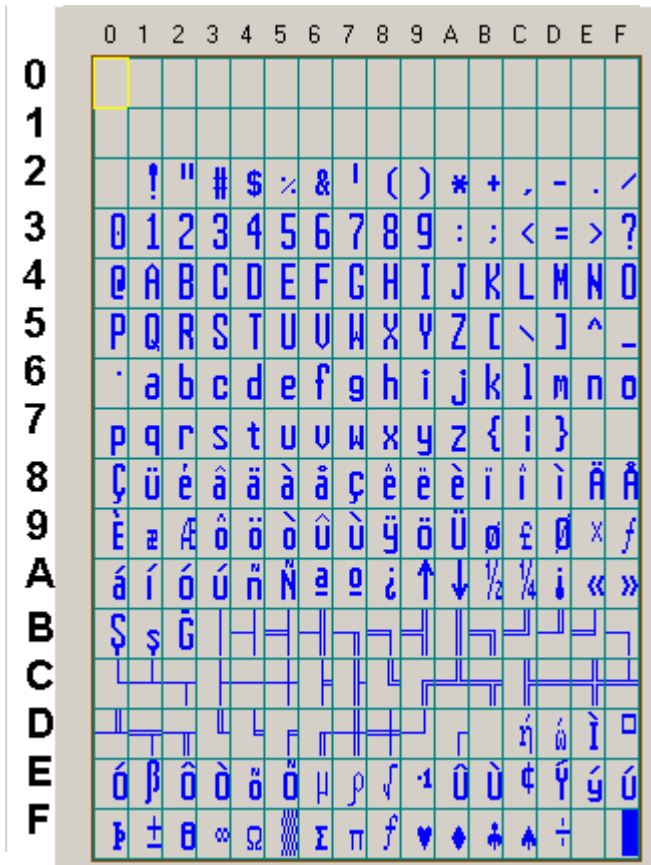 0 1 2 3 4 5 6 7 8 9 A B C D E F
0
1
2 ! " # $ % & ' ( ) * + , - . /
3 0 1 2 3 4 5 6 7 8 9 : ; < = > ?
4 @ A B C D E F G H I J K L M N O
5 P Q R S T U V W X Y Z [ \ ] ^ _
6 ` a b c d e f g h i j k l m n o
7 p q r s t u v w x y z { ¦ }
8 Ç ü é â ä à å ç ê ë è ï î ì Ä Å
9 È æ Æ ô ö ò û ù ÿ ö Ü ø £ Ø × ƒ
A á í ó ú ñ Ñ ª º ¿ ↑ ↓ ½ ¼ ¡ « »
B Ş ş Ğ │ ┤ ╡ ╢ ╖ ╕ ╣ ║ ╗ ╝ ╜ ╛ ┐
C └ ┴ ┬ ├ ─ ┼ ╞ ╟ ╚ ╔ ╩ ╦ ╠ ═ ╬ ╧
D ╨ ╤ ╥ ╙ ╘ ╒ ╓ ╫ ╪ ┘ ┌ ή ώ Ì □
E Ó β Ô Ò õ Õ μ ρ √ -1 Û Ù ¢ Ý ý ú
F ± θ ∞ Ω ▒ Σ π ƒ ♥ ♦ ♣ ♠ ÷ █